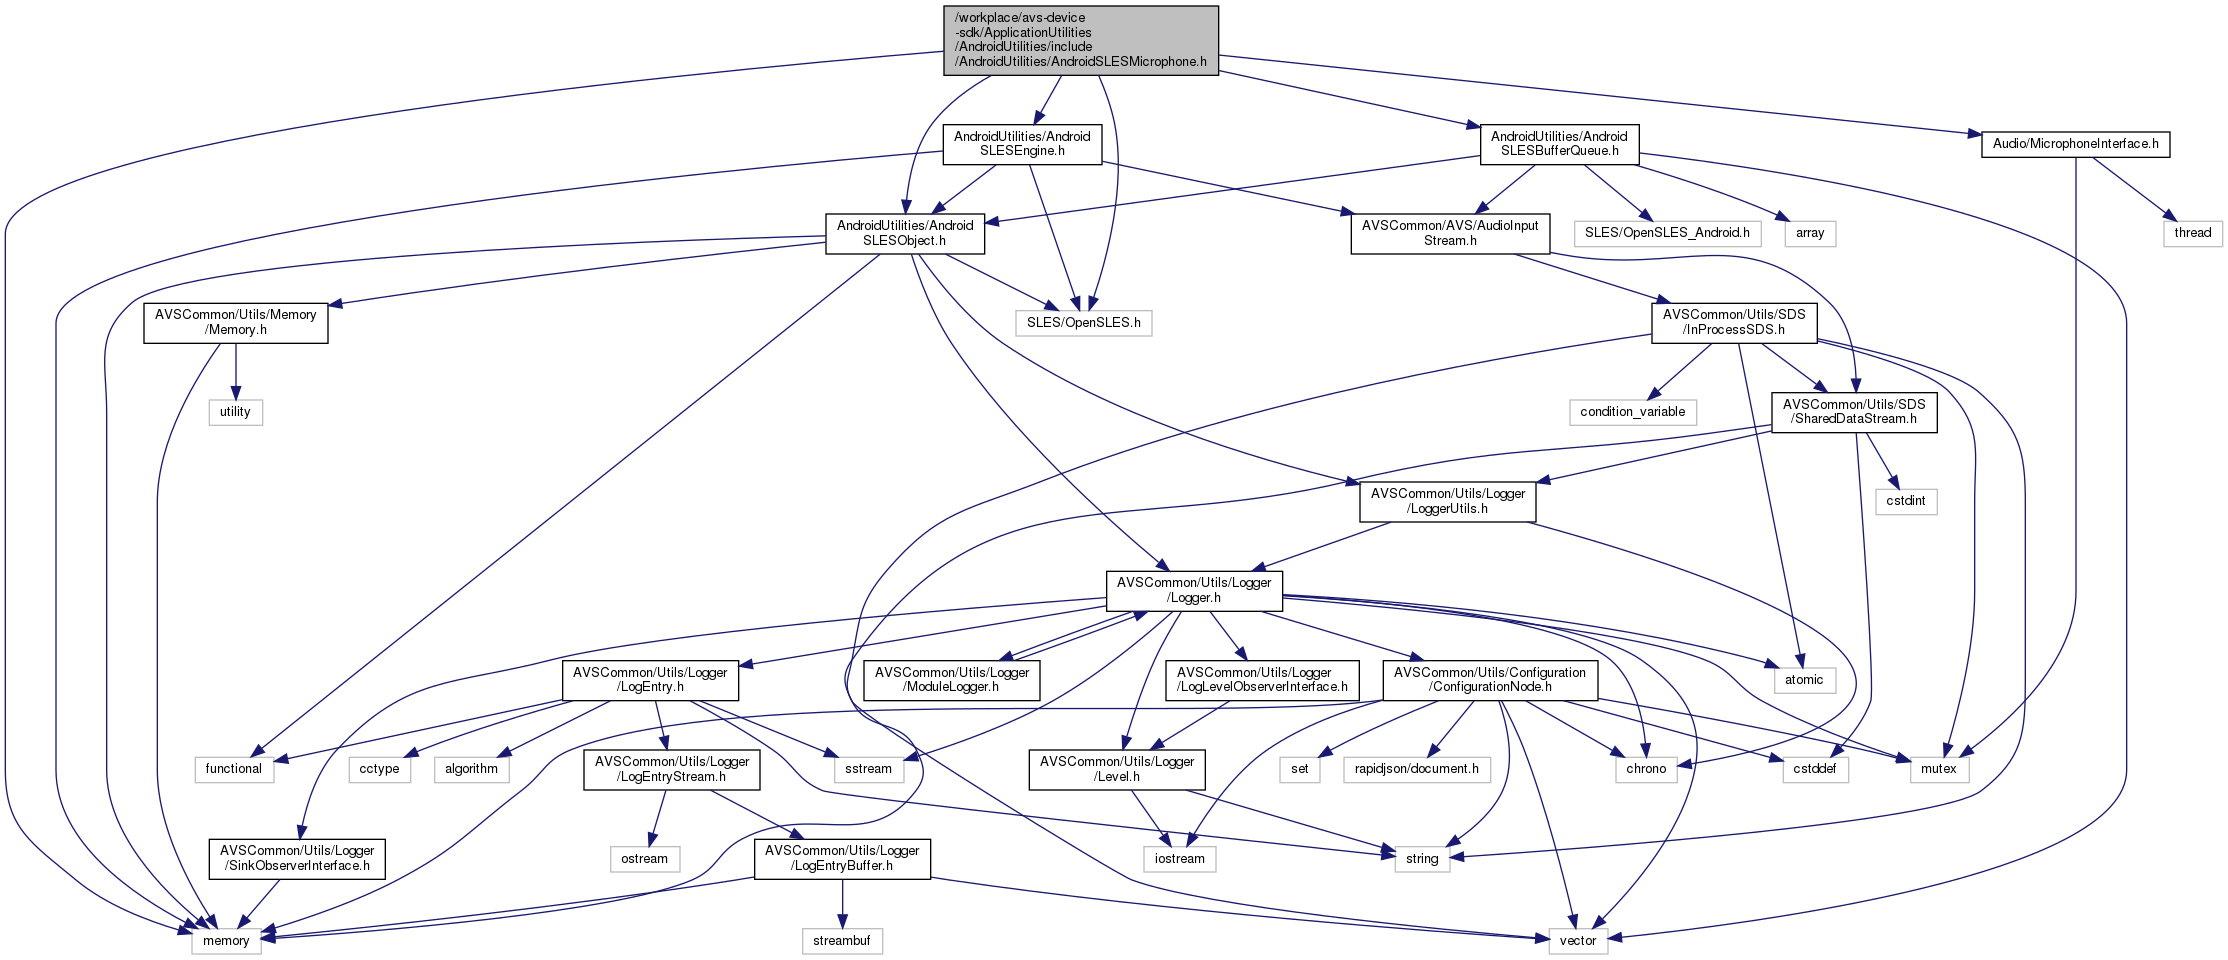 /workplace/avs-device
-sdk/ApplicationUtilities
/AndroidUtilities/include
/AndroidUtilities/AndroidSLESMicrophone.h
AndroidUtilities/Android
SLESEngine.h
AndroidUtilities/Android
SLESBufferQueue.h
Audio/MicrophoneInterface.h
AndroidUtilities/Android
SLESObject.h
AVSCommon/AVS/AudioInput
Stream.h
SLES/OpenSLES_Android.h
array
thread
AVSCommon/Utils/Memory
/Memory.h
SLES/OpenSLES.h
AVSCommon/Utils/SDS
/InProcessSDS.h
utility
condition_variable
AVSCommon/Utils/SDS
/SharedDataStream.h
AVSCommon/Utils/Logger
/LoggerUtils.h
cstdint
AVSCommon/Utils/Logger
/Logger.h
AVSCommon/Utils/Logger
/LogEntry.h
AVSCommon/Utils/Logger
/ModuleLogger.h
AVSCommon/Utils/Logger
/LogLevelObserverInterface.h
AVSCommon/Utils/Configuration
/ConfigurationNode.h
atomic
functional
cctype
algorithm
AVSCommon/Utils/Logger
/LogEntryStream.h
sstream
AVSCommon/Utils/Logger
/Level.h
set
rapidjson/document.h
chrono
cstddef
mutex
AVSCommon/Utils/Logger
/SinkObserverInterface.h
ostream
AVSCommon/Utils/Logger
/LogEntryBuffer.h
iostream
string
memory
streambuf
vector